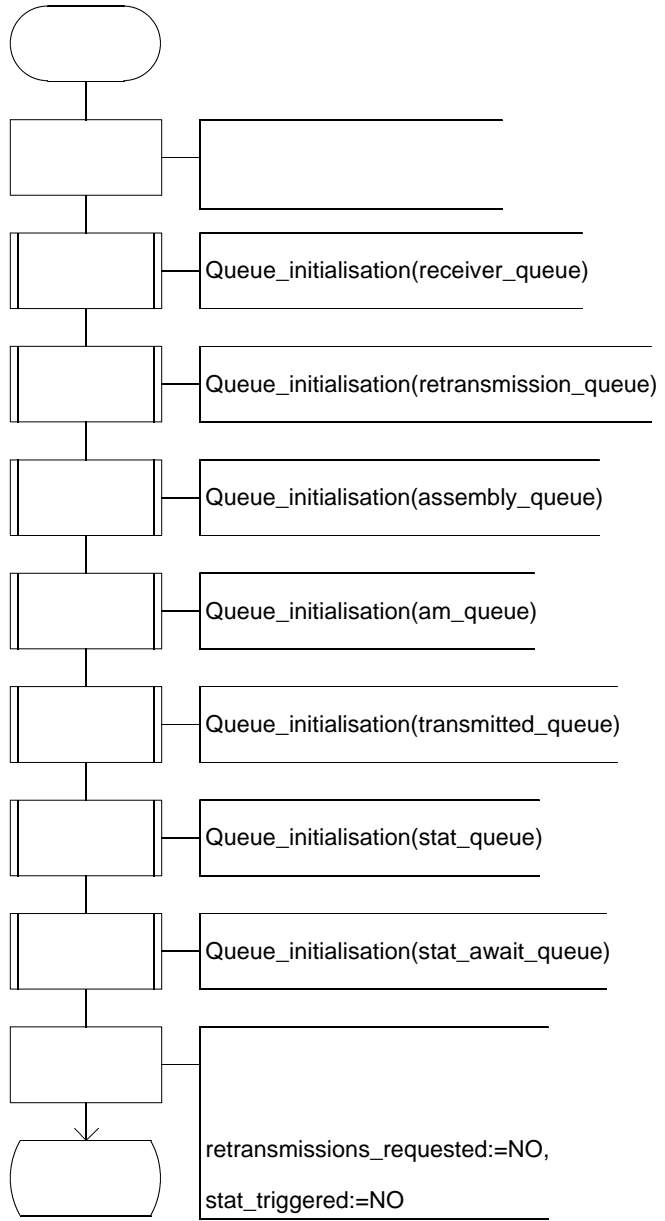 Queue_initialisation(receiver_queue)
Queue_initialisation(retransmission_queue)
Queue_initialisation(assembly_queue)
Queue_initialisation(am_queue)
Queue_initialisation(transmitted_queue)
Queue_initialisation(stat_queue)
Queue_initialisation(stat_await_queue)
retransmissions_requested:=NO,
stat_triggered:=NO